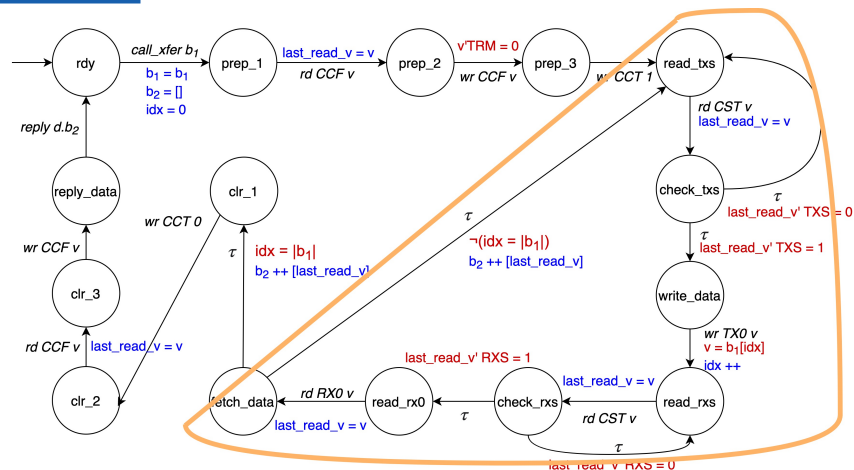 rdy
call_xfer b₁
b₁ = b₁
b₂ = []
idx = 0
prep_1
last_read_v = v
rd CCF v
prep_2
v'TRM = 0
wr CCF v
prep_3
wr CCT 1
read_txs
rd CST v
last_read_v = v
reply d.b₂
reply_data
clr_1
check_txs
τ
last_read_v' TXS = 0
τ
last_read_v' TXS = 1
wr CCT 0
τ
idx = |b₁|
b₂ ++ [last_read_v]
τ
¬(idx = |b₁|)
b₂ ++ [last_read_v]
wr CCF v
clr_3
write_data
wr TX0 v
v = b₁[idx]
idx ++
rd CCF v
last_read_v = v
clr_2
fetch_data
rd RX0 v
last_read_v = v
read_rx0
last_read_v' RXS = 1
τ
check_rxs
last_read_v = v
rd CST v
read_rxs
τ
last_read_v' RXS = 0